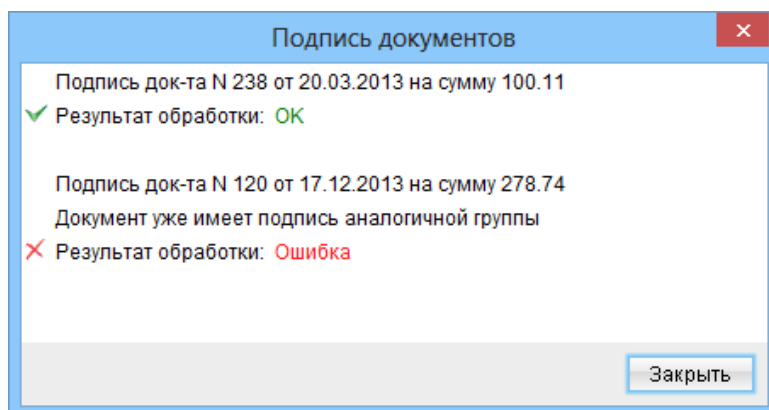 Подпись документов
Подпись док-та N 238 от 20.03.2013 на сумму 100.11
Результат обработки: OK
Подпись док-та N 120 от 17.12.2013 на сумму 278.74
Документ уже имеет подпись аналогичной группы
Результат обработки: Ошибка
Закрыть